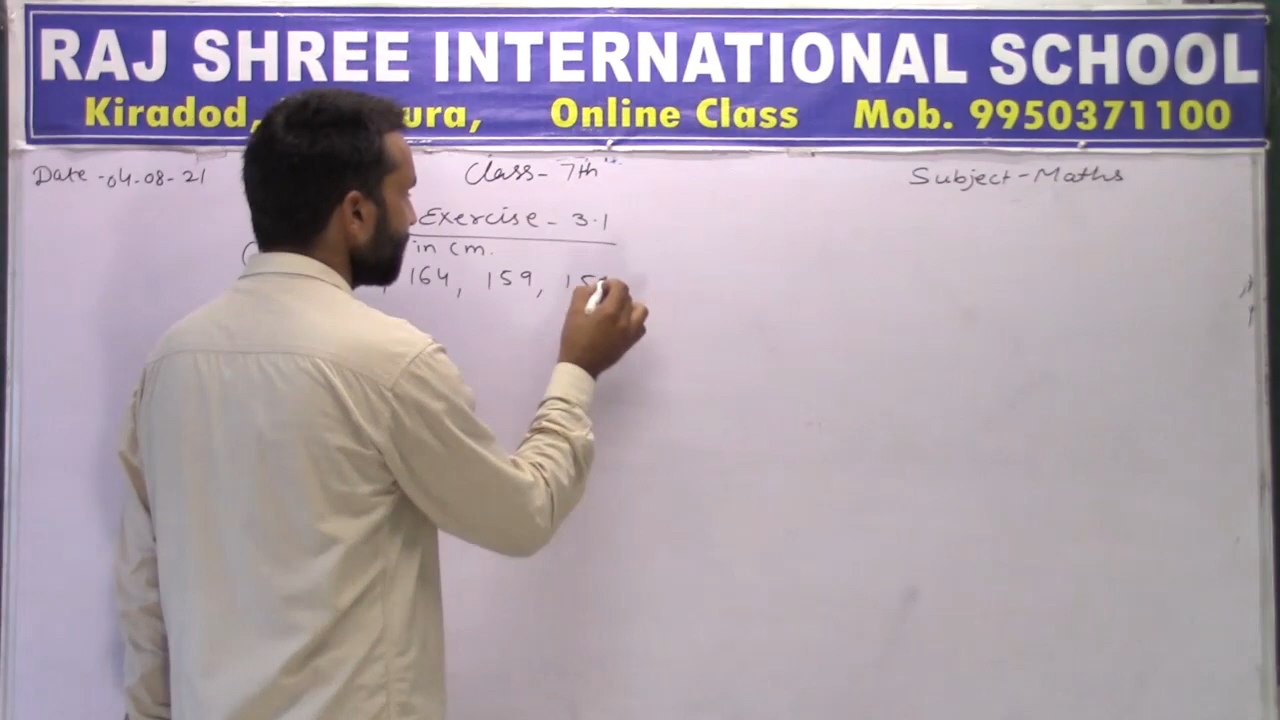 RAJ SHREE INTERNATIONAL SCHOOL
Kiradod, Online Class Mob. 9950371100
Date -04-08-21 Class- 7th Subject-Maths
Exercise - 3.1
in cm.
164, 159,